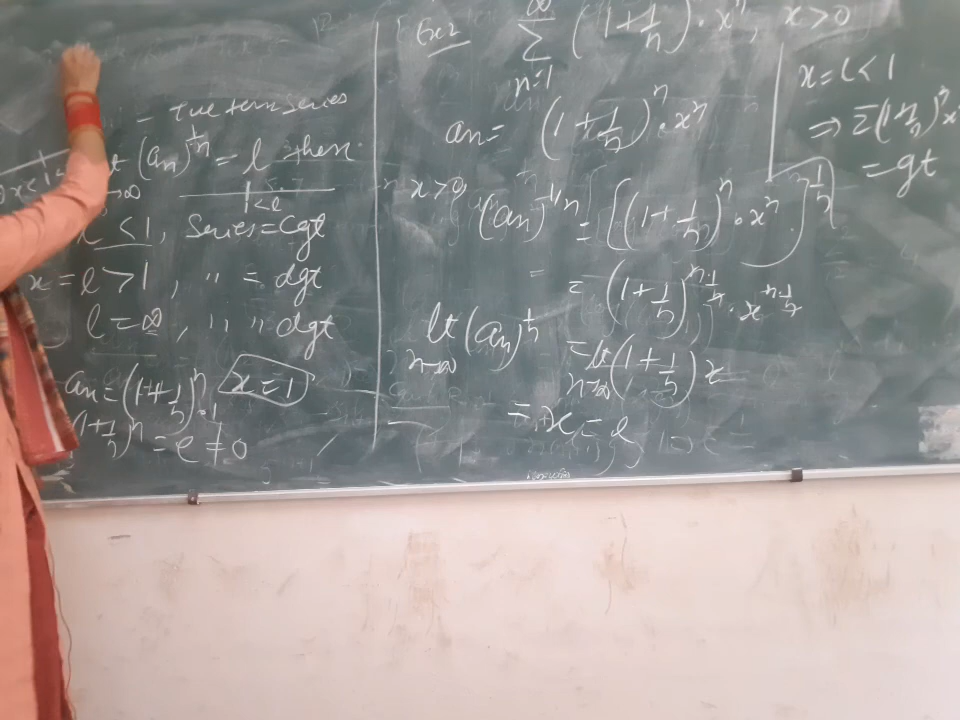 = +ve term series
lt (an)^1/n = l then
n→∞
l < 1, series = cgt
x = l > 1, " = dgt
l = ∞, " " dgt
an = (1+1/n)^n · 1
x = 1
(1+1/n)^n = e ≠ 0
Ex 2 ∞∑n=1 (1+1/n)^n · x^n, x > 0
an = (1+1/n)^n · x^n
x > 0
(an)^1/n = [(1+1/n)^n · x^n]^1/n
= = (1+1/n)^n·1/n · x^n·1/n
lt n→∞ (an)^1/n = lt n→∞ (1+1/n) x
= x = l
x = l < 1
⇒ Σ(1+1/n)^n x^n
= cgt